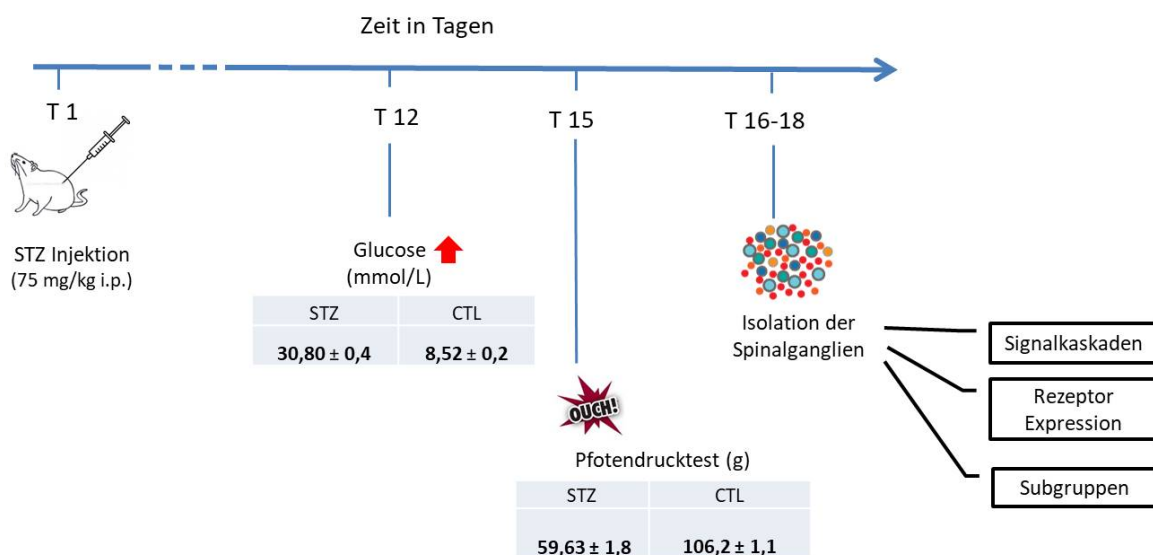 Zeit in Tagen
T 1
T 12
T 15
T 16-18
STZ Injektion
(75 mg/kg i.p.)
Glucose
(mmol/L)
STZ CTL
30,80 ± 0,4 8,52 ± 0,2
OUCH!
Pfotendrucktest (g)
STZ CTL
59,63 ± 1,8 106,2 ± 1,1
Isolation der
Spinalganglien
Signalkaskaden
Rezeptor
Expression
Subgruppen